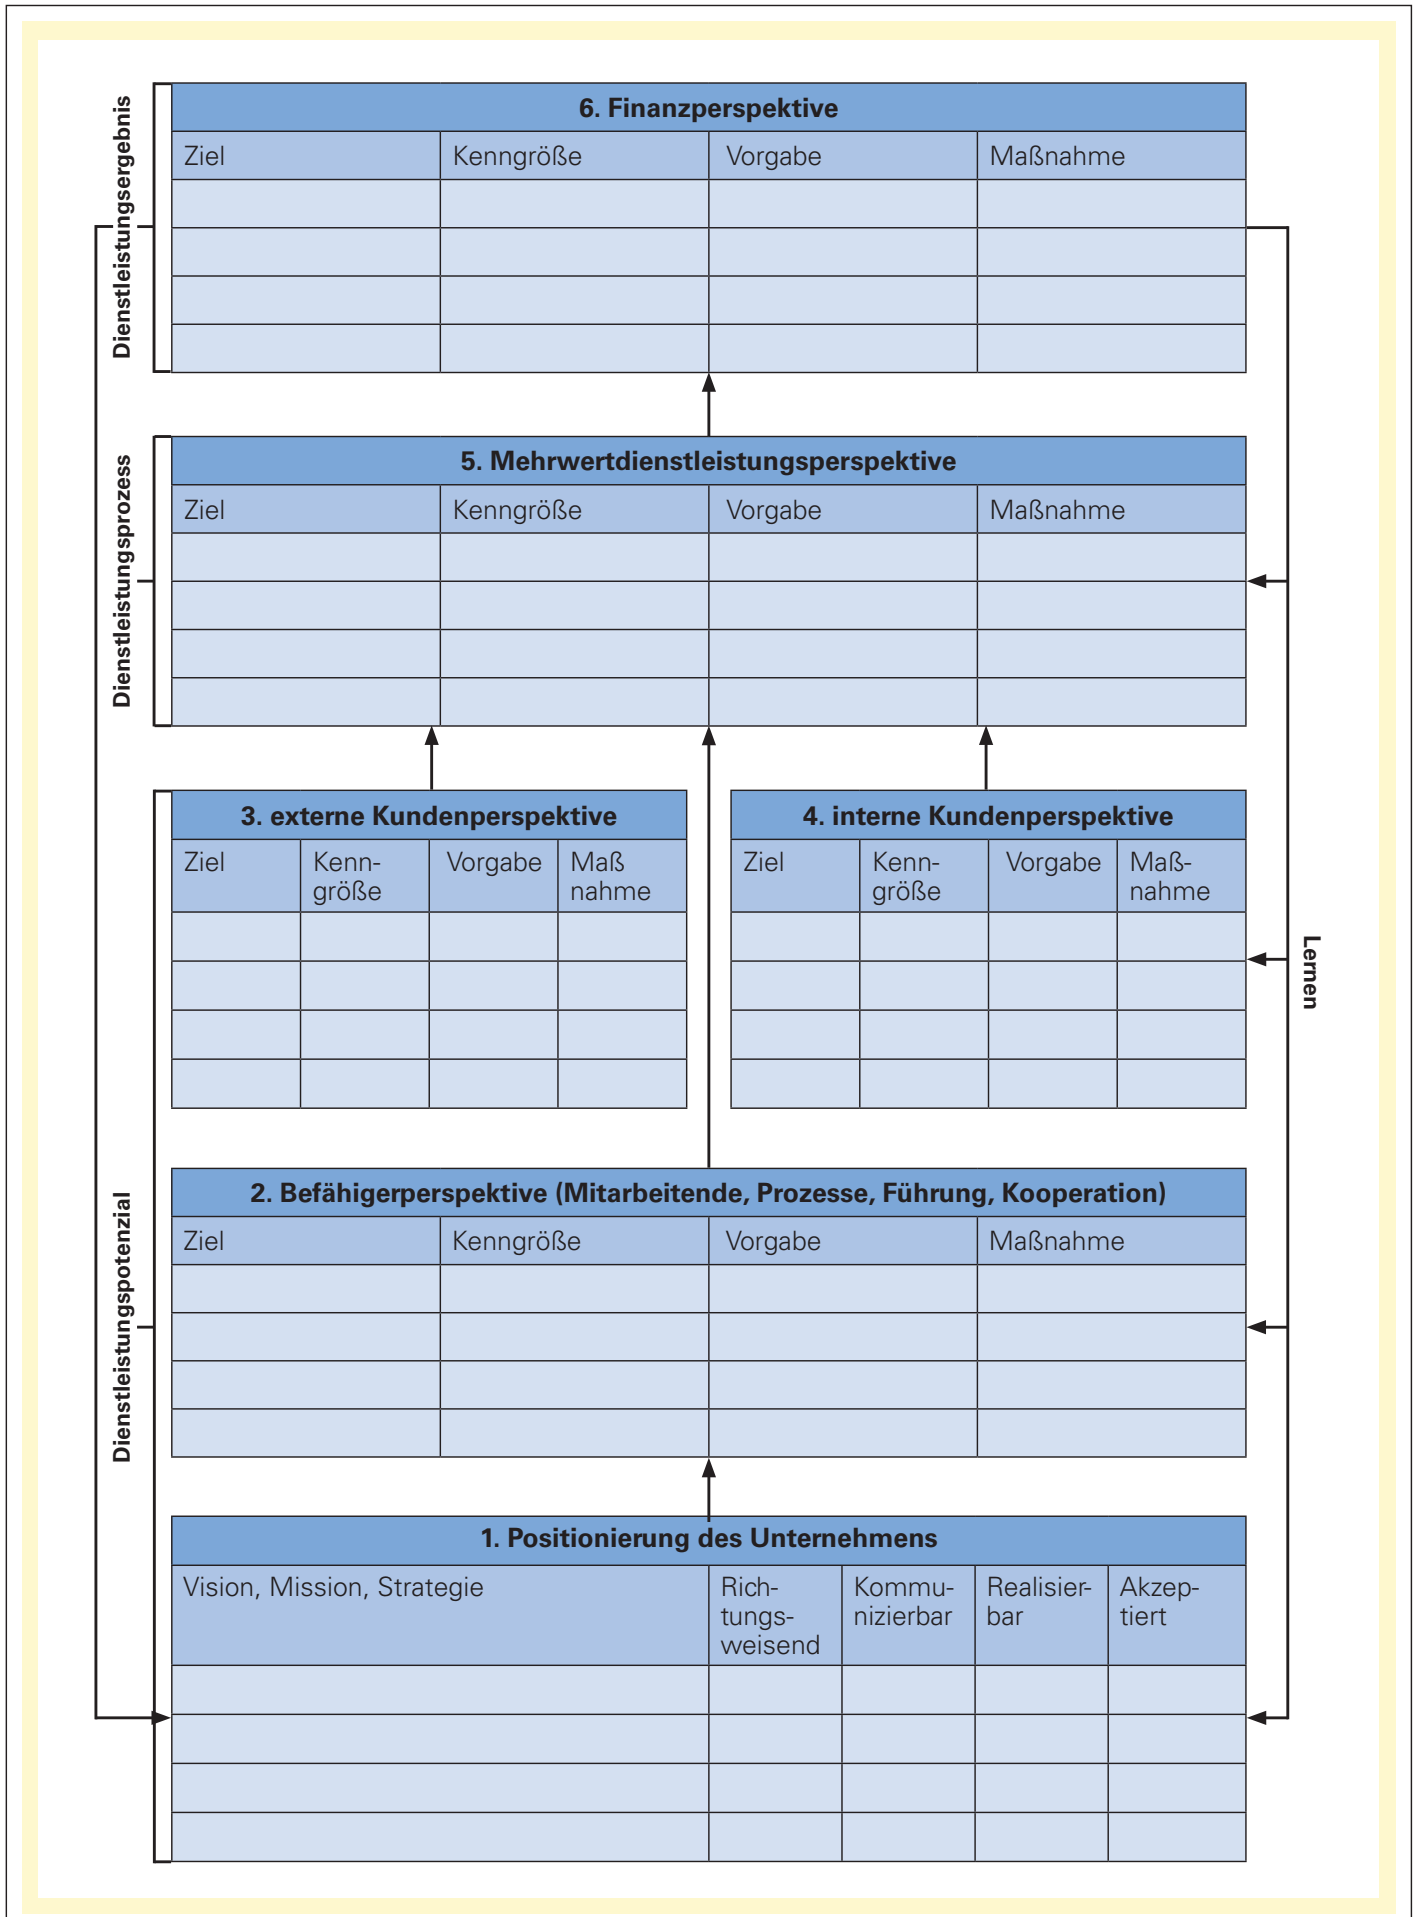 6. Finanzperspektive
Ziel
Kenngröße
Vorgabe
Maßnahme
Dienstleistungsergebnis
5. Mehrwertdienstleistungsperspektive
Ziel
Kenngröße
Vorgabe
Maßnahme
Dienstleistungsprozess
3. externe Kundenperspektive
Ziel
Kenn-
größe
Vorgabe
Maß
nahme
4. interne Kundenperspektive
Ziel
Kenn-
größe
Vorgabe
Maß-
nahme
Lernen
2. Befähigerperspektive (Mitarbeitende, Prozesse, Führung, Kooperation)
Ziel
Kenngröße
Vorgabe
Maßnahme
Dienstleistungspotenzial
1. Positionierung des Unternehmens
Vision, Mission, Strategie
Rich-
tungs-
weisend
Kommu-
nizierbar
Realisier-
bar
Akzep-
tiert